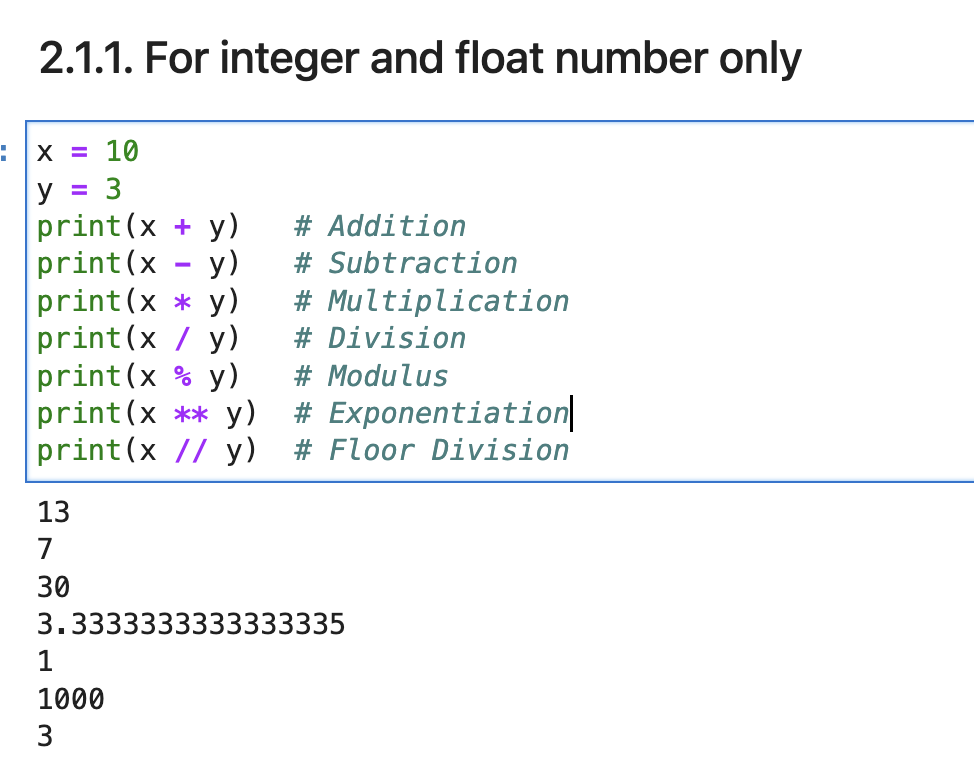 2.1.1. For integer and float number only
:
x = 10
y = 3
print(x + y)   # Addition
print(x - y)   # Subtraction
print(x * y)   # Multiplication
print(x / y)   # Division
print(x % y)   # Modulus
print(x ** y)  # Exponentiation
print(x // y)  # Floor Division
13
7
30
3.3333333333333335
1
1000
3